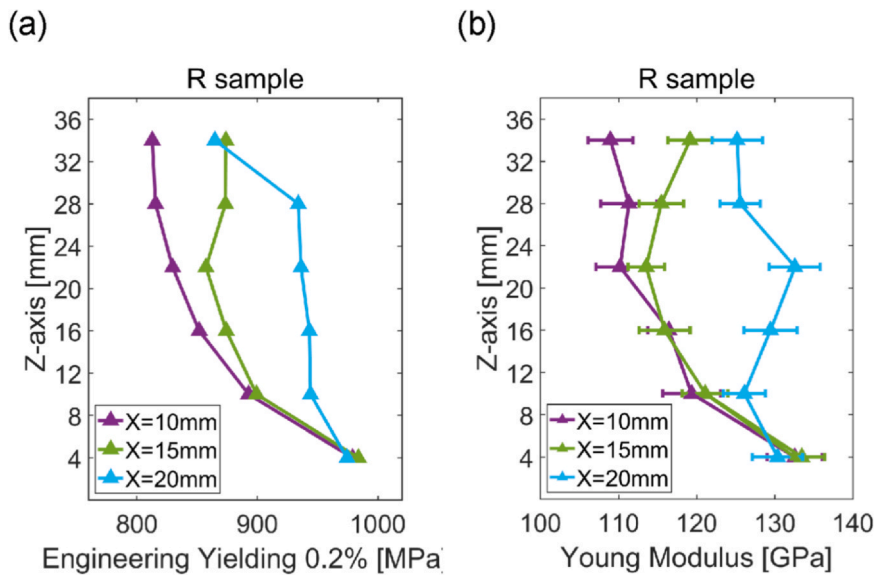 (a)
(b)
R sample
R sample
36
32
28
24
20
16
12
8
4
Z-axis [mm]
X=10mm
X=15mm
X=20mm
800
900
1000
Engineering Yielding 0.2% [MPa]
36
32
28
24
20
16
12
8
4
Z-axis [mm]
X=10mm
X=15mm
X=20mm
100
110
120
130
140
Young Modulus [GPa]